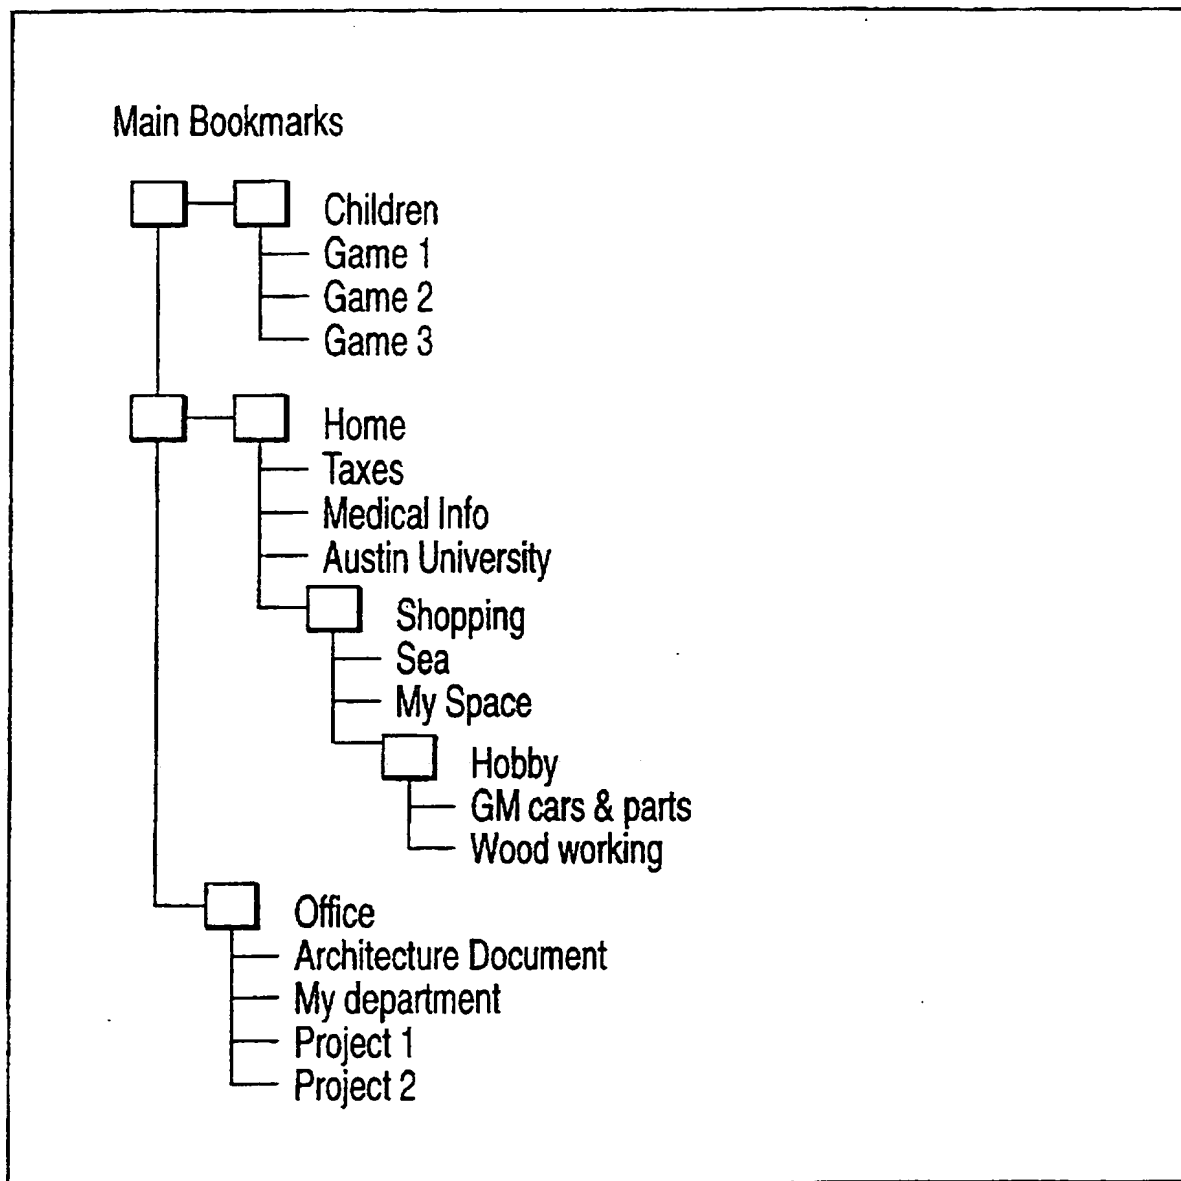 Main Bookmarks
Children
Game 1
Game 2
Game 3
Home
Taxes
Medical Info
Austin University
Shopping
Sea
My Space
Hobby
GM cars & parts
Wood working
Office
Architecture Document
My department
Project 1
Project 2